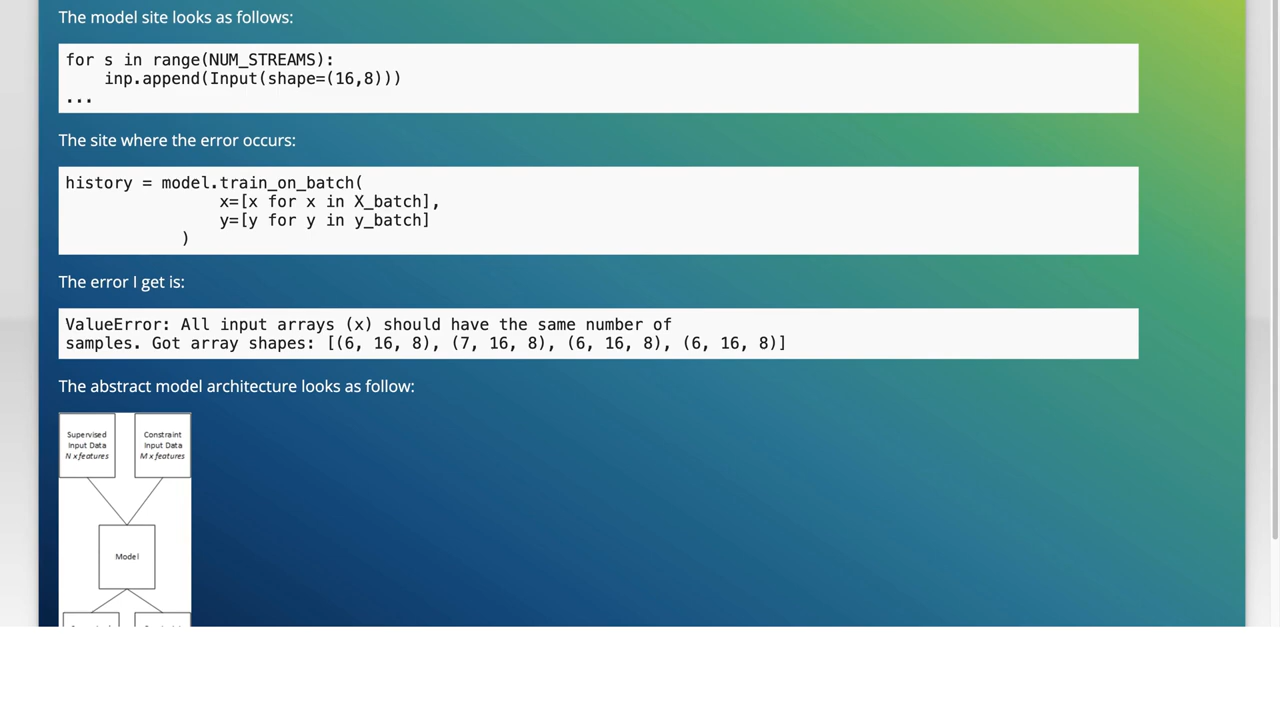 The model site looks as follows:
for s in range(NUM_STREAMS):
    inp.append(Input(shape=(16,8)))
...
The site where the error occurs:
history = model.train_on_batch(
                x=[x for x in X_batch],
                y=[y for y in y_batch]
            )
The error I get is:
ValueError: All input arrays (x) should have the same number of
samples. Got array shapes: [(6, 16, 8), (7, 16, 8), (6, 16, 8), (6, 16, 8)]
The abstract model architecture looks as follow:
Supervised
Input Data
N x features
Constraint
Input Data
M x features
Model